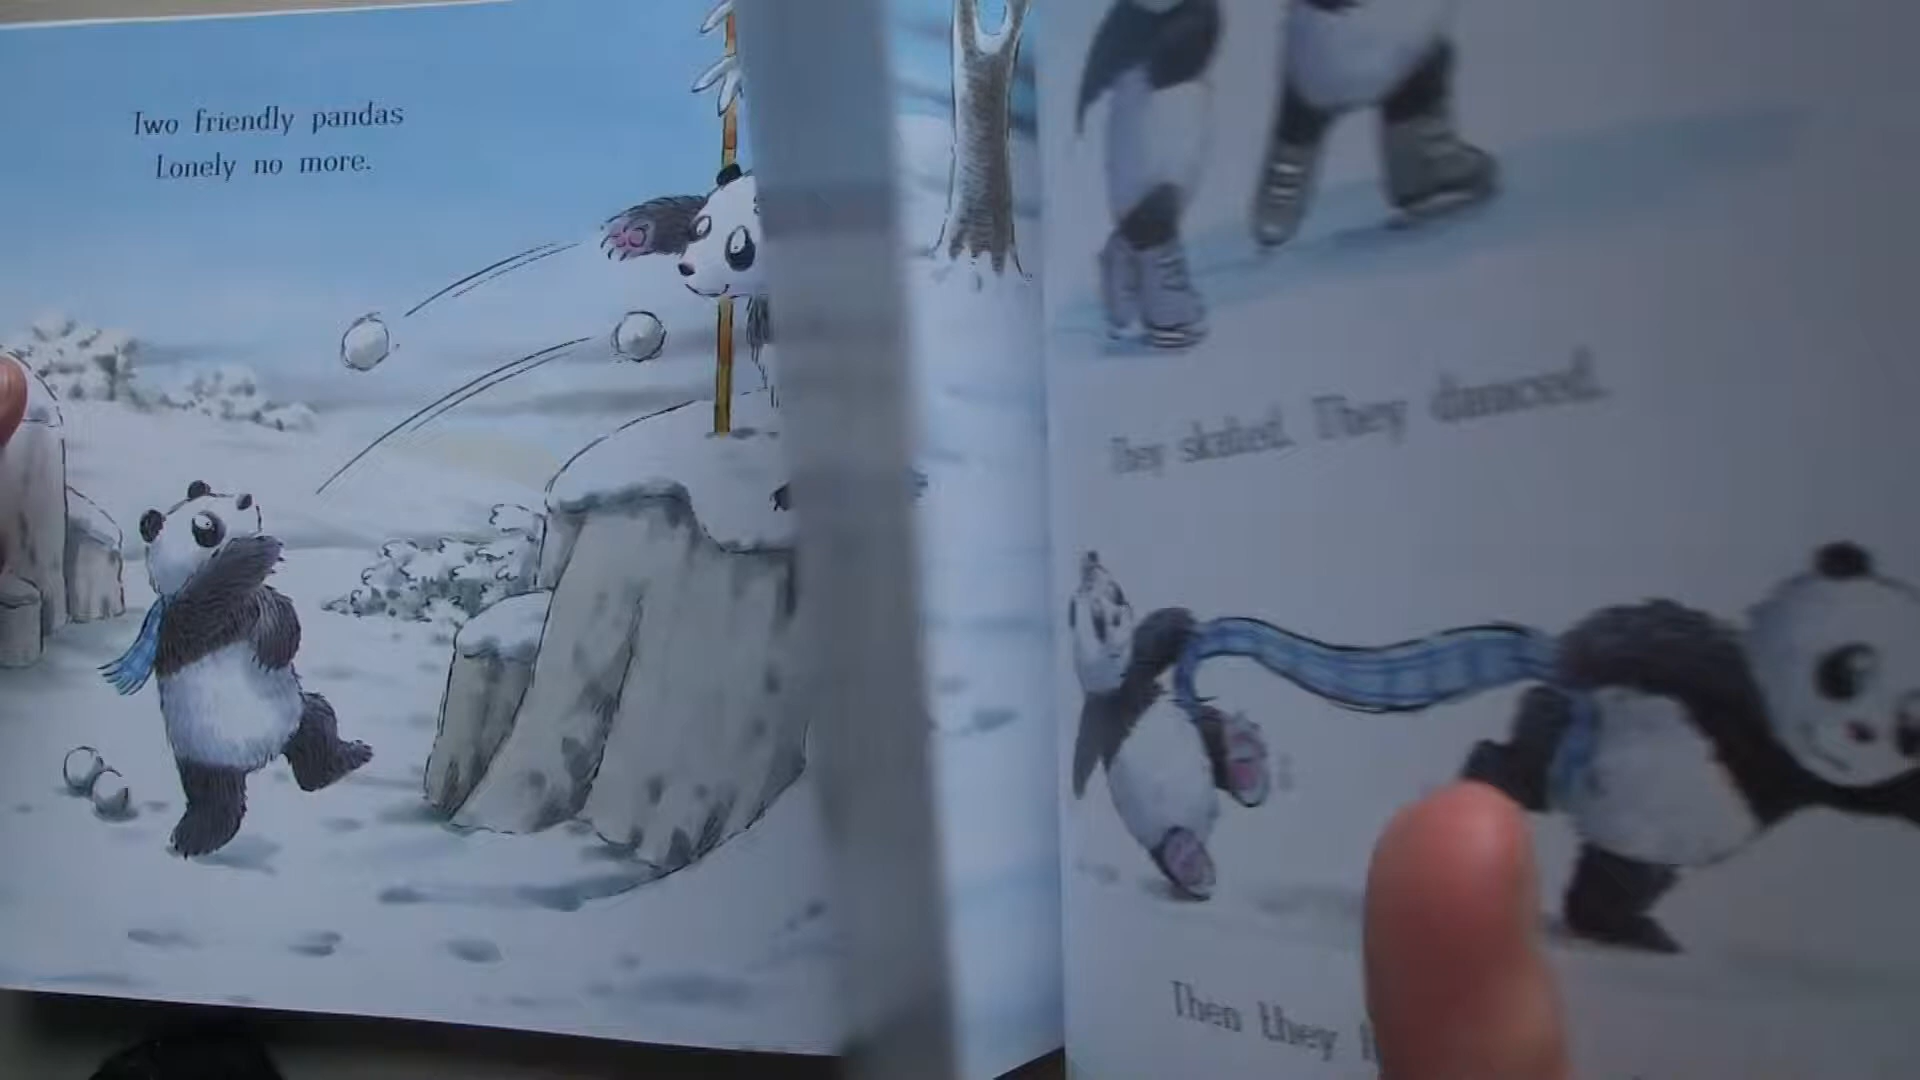 Two friendly pandas
Lonely no more.
They skated. They danced.
Then they